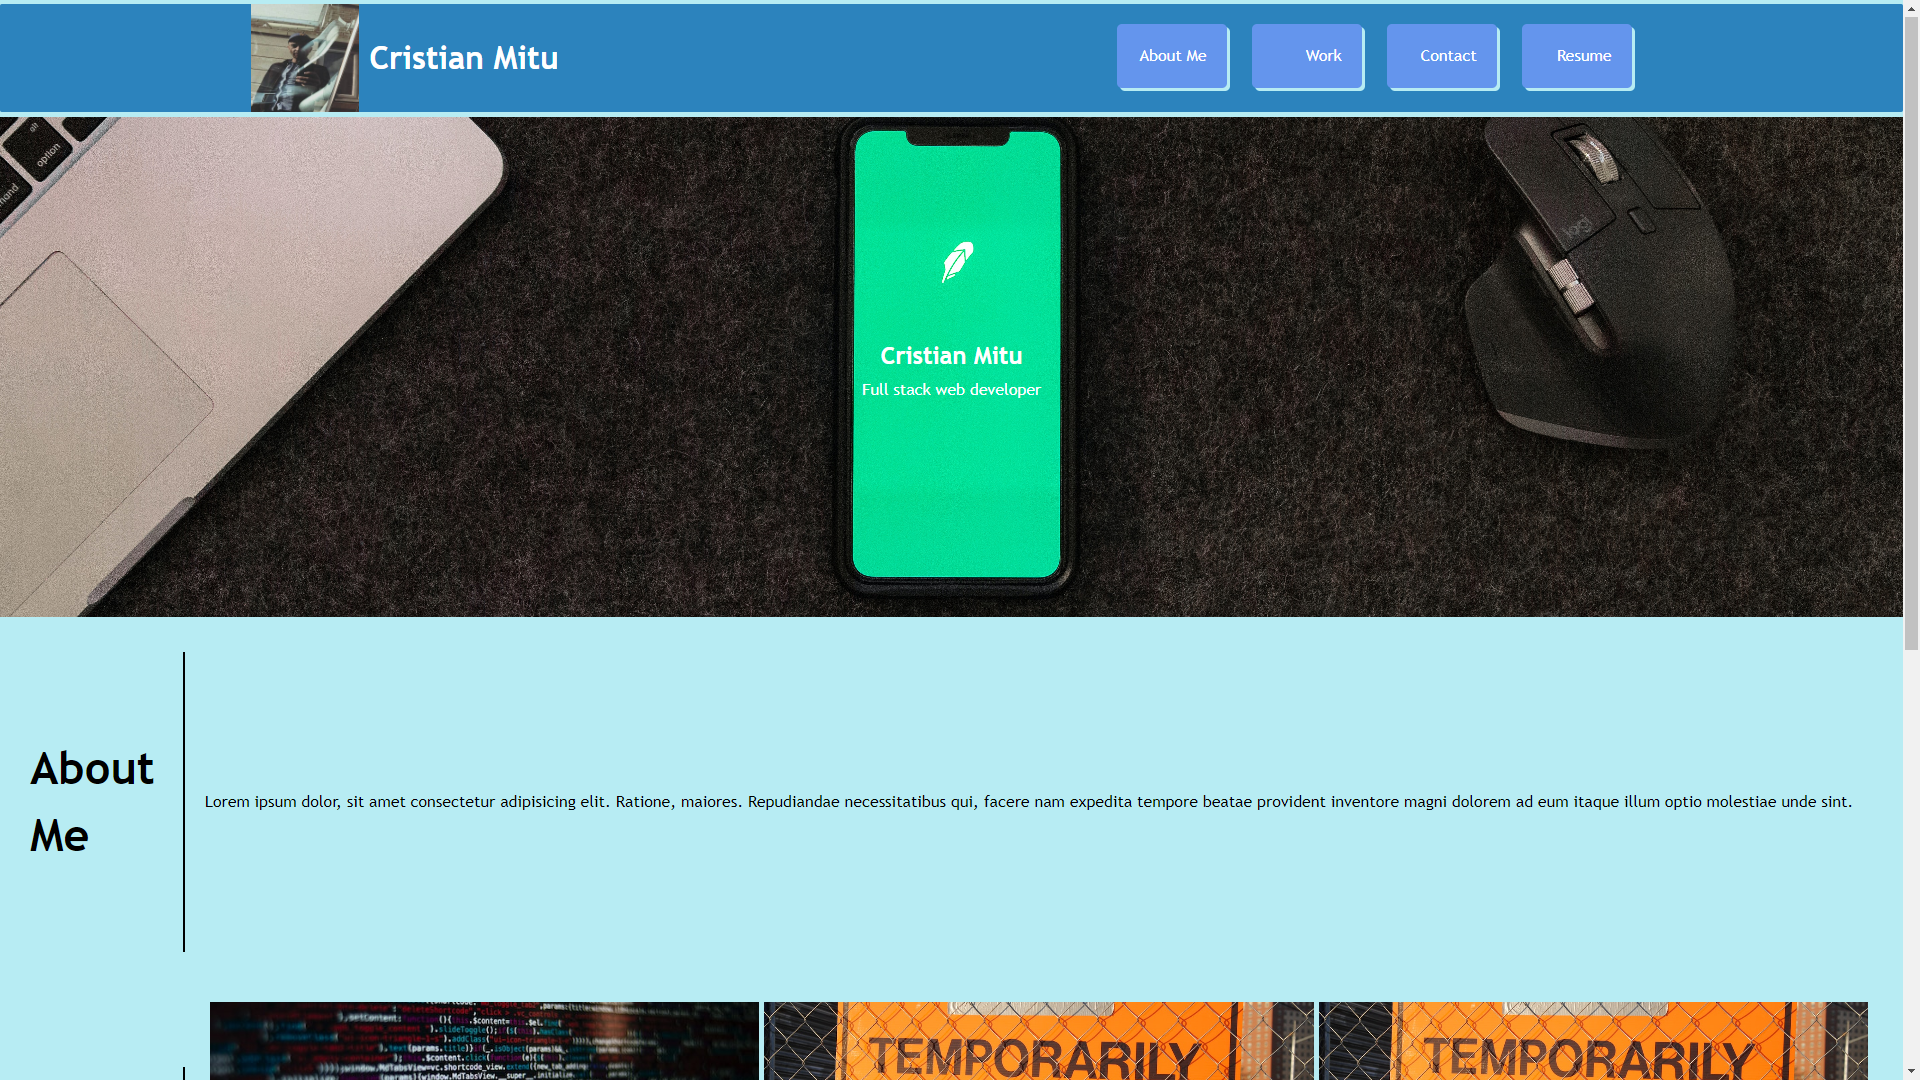 Cristian Mitu
About Me
Work
Contact
Resume
alt
option
logi
Cristian Mitu
Full stack web developer
About
Me
Lorem ipsum dolor, sit amet consectetur adipisicing elit. Ratione, maiores. Repudiandae necessitatibus qui, facere nam expedita tempore beatae provident inventore magni dolorem ad eum itaque illum optio molestiae unde sint.
TEMPORARILY
TEMPORARILY